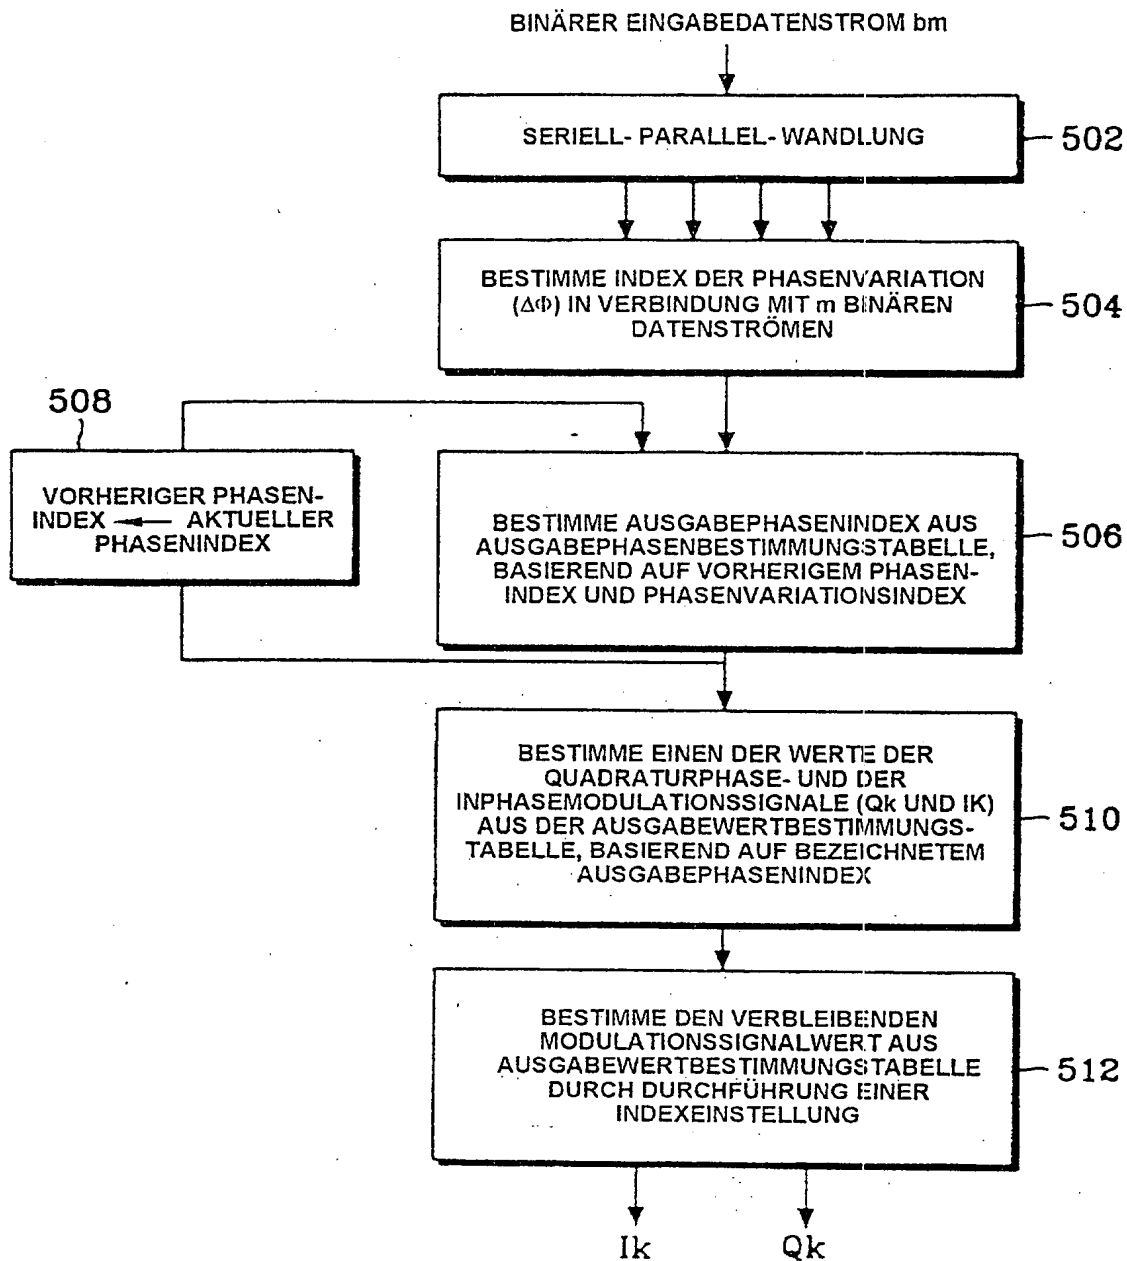 BINÄRER EINGABEDATENSTROM bm
SERIELL- PARALLEL- WANDLUNG
502
BESTIMME INDEX DER PHASENVARIATION
(ΔΦ) IN VERBINDUNG MIT m BINÄREN
DATENSTRÖMEN
504
508
VORHERIGER PHASEN-
INDEX ← AKTUELLER
PHASENINDEX
BESTIMME AUSGABEPHASENINDEX AUS
AUSGABEPHASENBESTIMMUNGSTABELLE,
BASIEREND AUF VORHERIGEM PHASEN-
INDEX UND PHASENVARIATIONSINDEX
506
BESTIMME EINEN DER WERTE DER
QUADRATURPHASE- UND DER
INPHASEMODULATIONSSIGNALE (Qk UND IK)
AUS DER AUSGABEWERTBESTIMMUNGS-
TABELLE, BASIEREND AUF BEZEICHNETEM
AUSGABEPHASENINDEX
510
BESTIMME DEN VERBLEIBENDEN
MODULATIONSSIGNALWERT AUS
AUSGABEWERTBESTIMMUNGSTABELLE
DURCH DURCHFÜHRUNG EINER
INDEXEINSTELLUNG
512
Ik
Qk